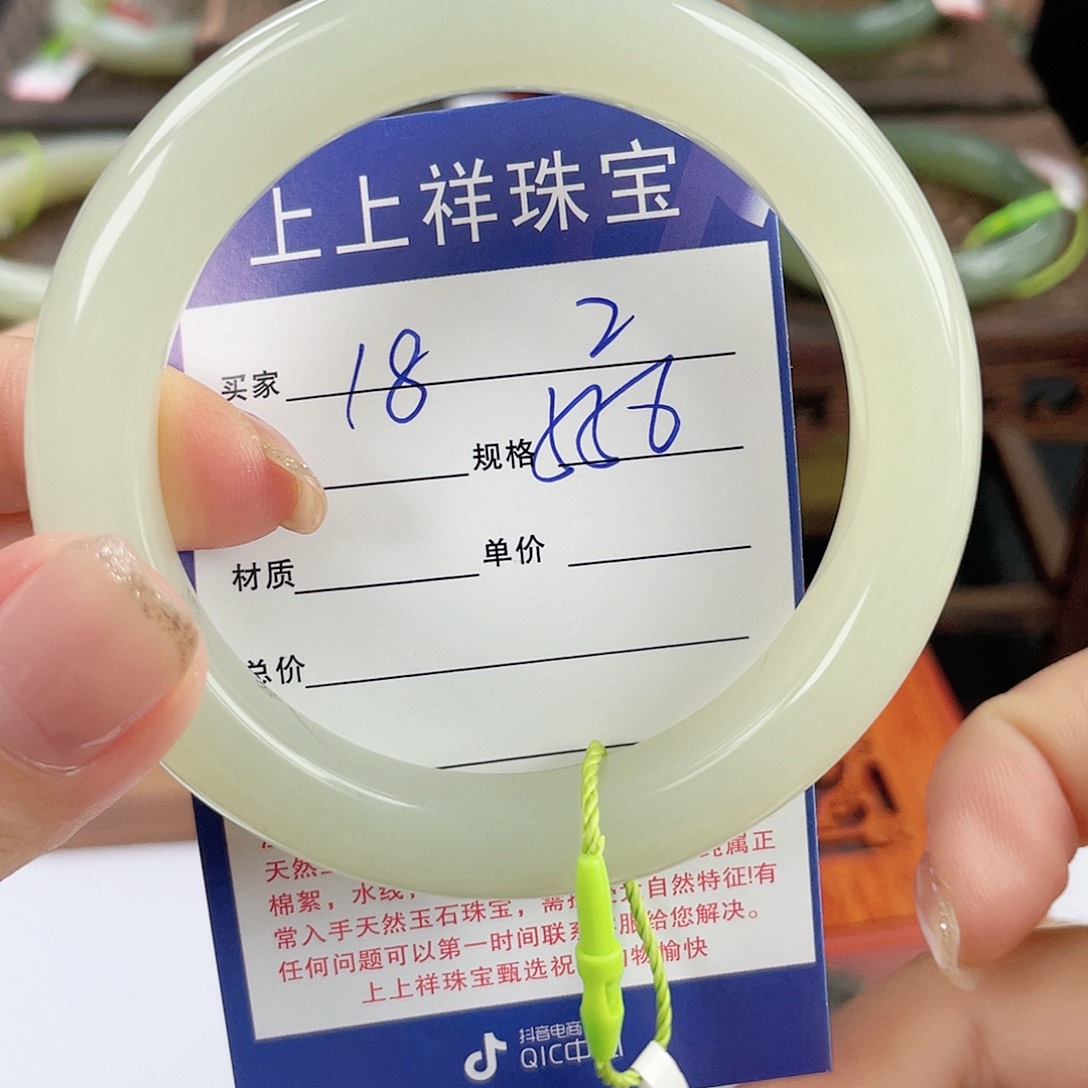 上上祥珠宝
2
买家 18
规格 6
材质 单价
总价
属正
天然
棉絮，水线， 自然特征!有
常入手天然玉石珠宝，需 
任何问题可以第一时间联系 服给您解决。
上上祥珠宝甄选祝 购物愉快
抖音电商
QIC中